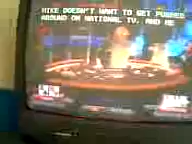 MIKE DOESN'T WANT TO GET PUSHED
AROUND ON NATIONAL TV. AND HE